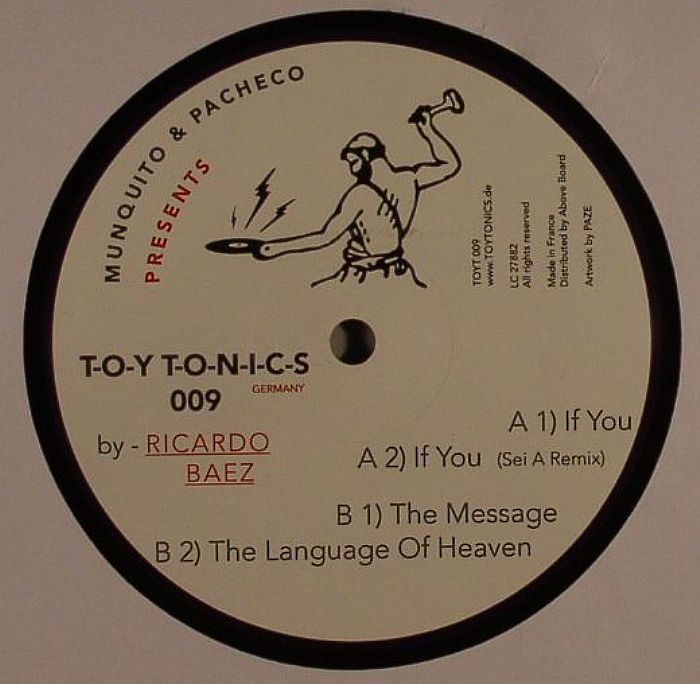 MUNQUITO & PACHECO
PRESENTS
TOYT 009
www.TOYTONICS.de
LC 27882
All rights reserved
Made in France
Distributed by Above Board
Artwork by PAZE
T-O-Y T-O-N-I-C-S
GERMANY
009
by - RICARDO
BAEZ
A 1) If You
A 2) If You (Sei A Remix)
B 1) The Message
B 2) The Language Of Heaven